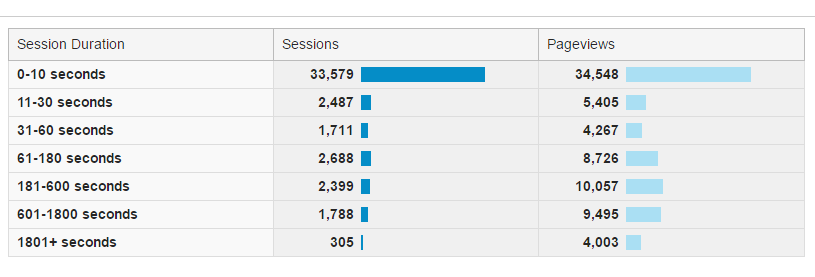 Session Duration Sessions Pageviews
0-10 seconds 33,579 34,548
11-30 seconds 2,487 5,405
31-60 seconds 1,711 4,267
61-180 seconds 2,688 8,726
181-600 seconds 2,399 10,057
601-1800 seconds 1,788 9,495
1801+ seconds 305 4,003